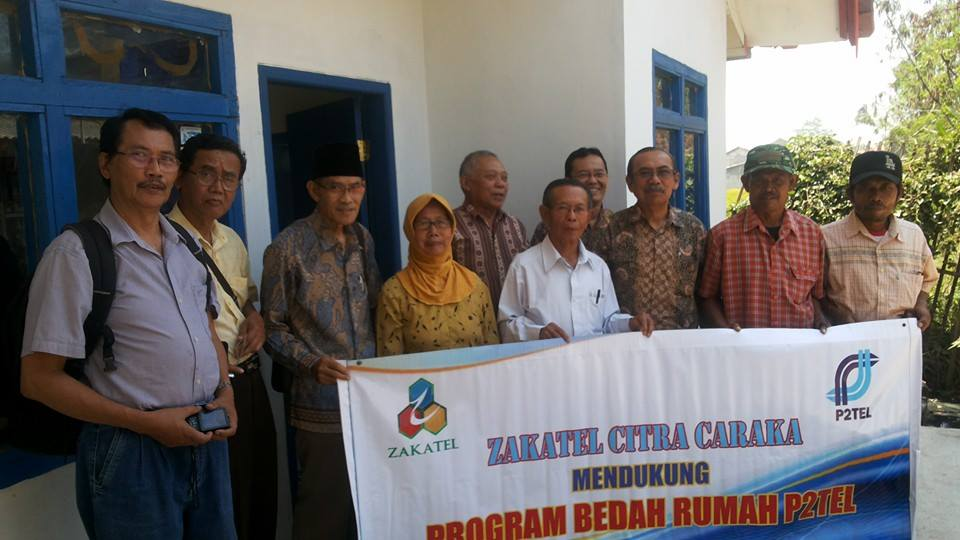 ZAKATEL
P2TEL
ZAKATEL CITRA CARAKA
MENDUKUNG
PROGRAM BEDAH RUMAH P2TEL